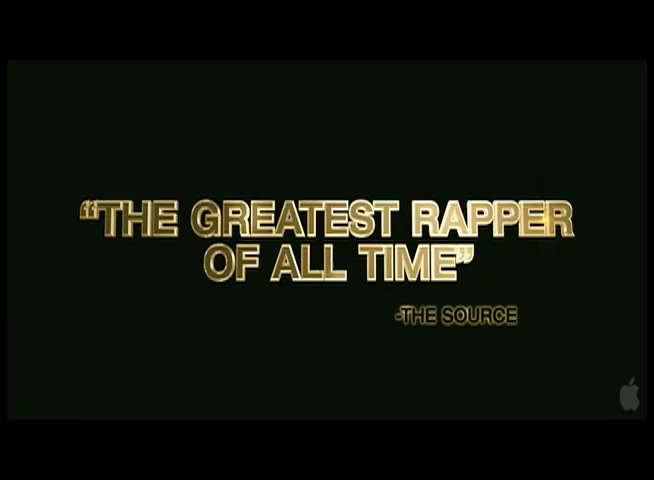 “THE GREATEST RAPPER
OF ALL TIME”
-THE SOURCE